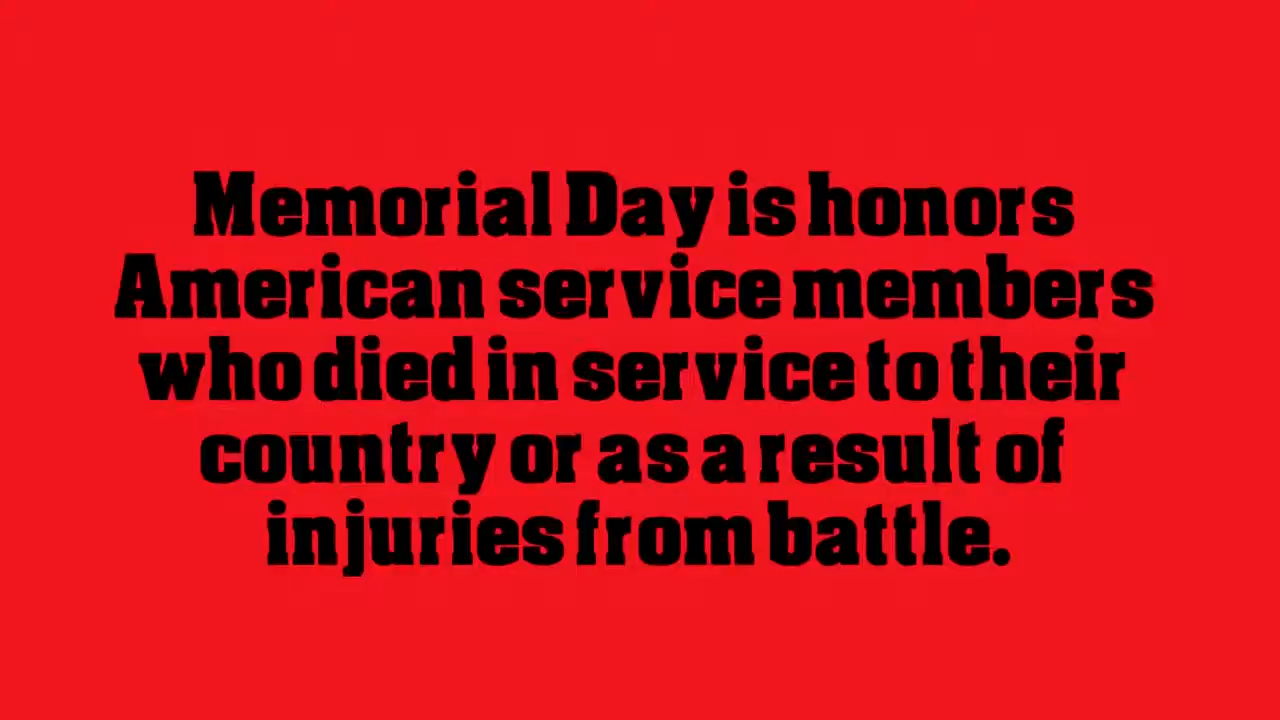 Memorial Day is honors
American service members
who died in service to their
country or as a result of
injuries from battle.